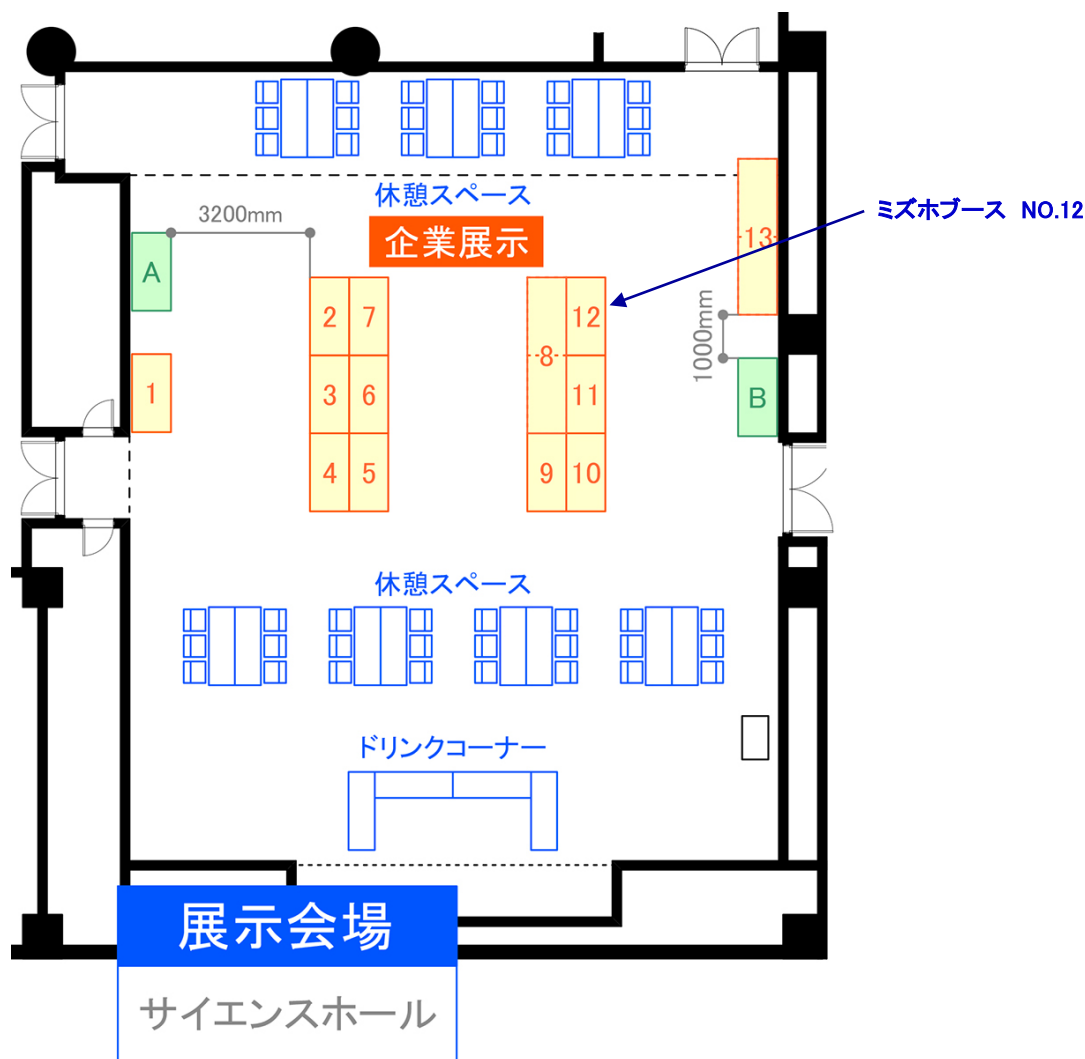 休憩スペース
3200mm
企業展示
ミズホブース NO.12
13
A
2
7
12
8
1000mm
1
3
6
11
B
4
5
9
10
休憩スペース
ドリンクコーナー
展示会場
サイエンスホール